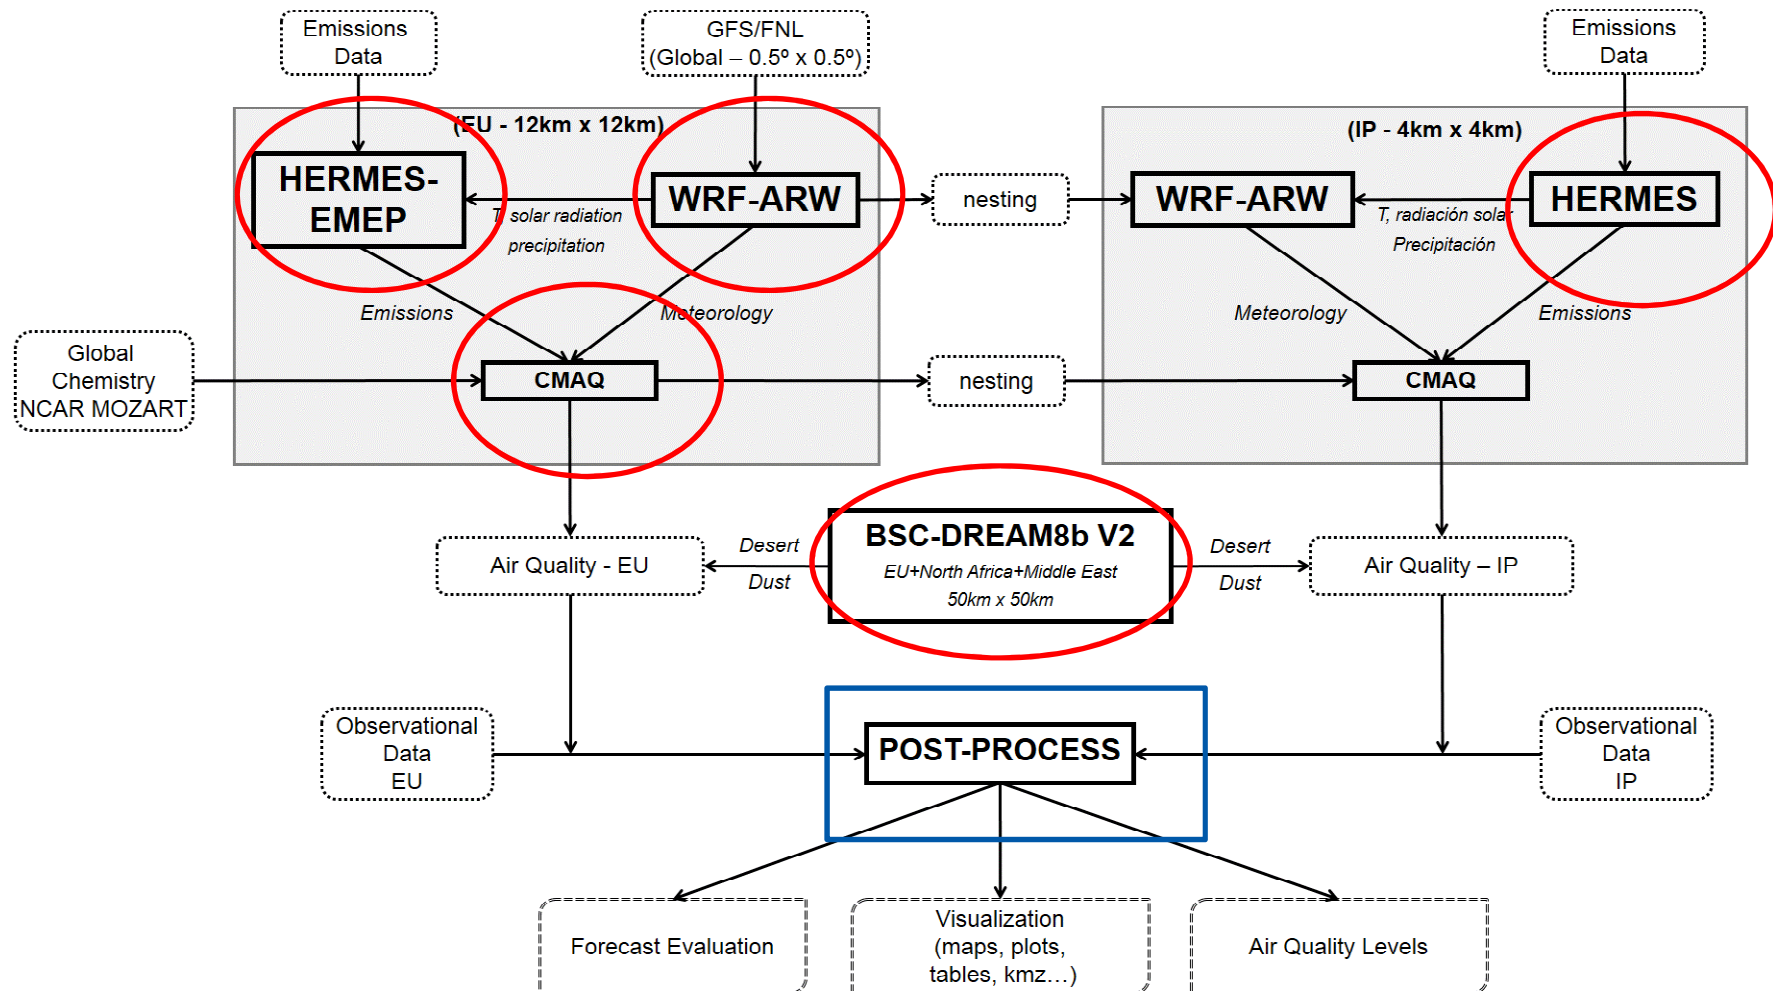 Emissions
Data
GFS/FNL
(Global – 0.5º x 0.5º)
Emissions
Data
(EU - 12km x 12km)
(IP - 4km x 4km)
HERMES-
EMEP
WRF-ARW
nesting
WRF-ARW
HERMES
T, solar radiation
precipitation
T, radiación solar
Precipitación
Emissions
Meteorology
Meteorology
Emissions
Global
Chemistry
NCAR MOZART
CMAQ
nesting
CMAQ
Air Quality - EU
Desert
Dust
BSC-DREAM8b V2
EU+North Africa+Middle East
50km x 50km
Desert
Dust
Air Quality – IP
Observational
Data
EU
POST-PROCESS
Observational
Data
IP
Forecast Evaluation
Visualization
(maps, plots,
tables, kmz…)
Air Quality Levels